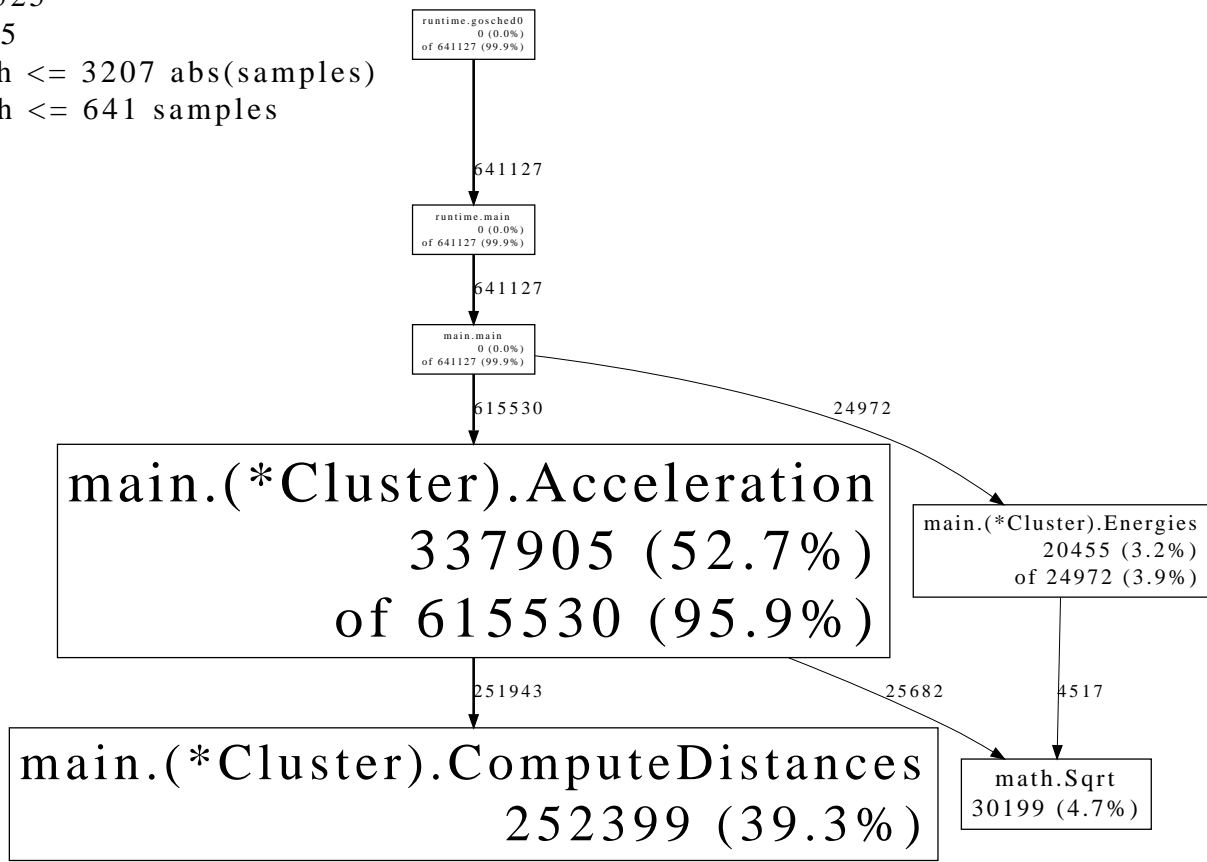 5
h <= 3207 abs(samples)
h <= 641 samples
runtime.gosched0
0 (0.0%)
of 641127 (99.9%)
641127
runtime.main
0 (0.0%)
of 641127 (99.9%)
641127
main.main
0 (0.0%)
of 641127 (99.9%)
615530
24972
main.(*Cluster).Acceleration
337905 (52.7%)
of 615530 (95.9%)
main.(*Cluster).Energies
20455 (3.2%)
of 24972 (3.9%)
251943
25682
4517
main.(*Cluster).ComputeDistances
252399 (39.3%)
math.Sqrt
30199 (4.7%)